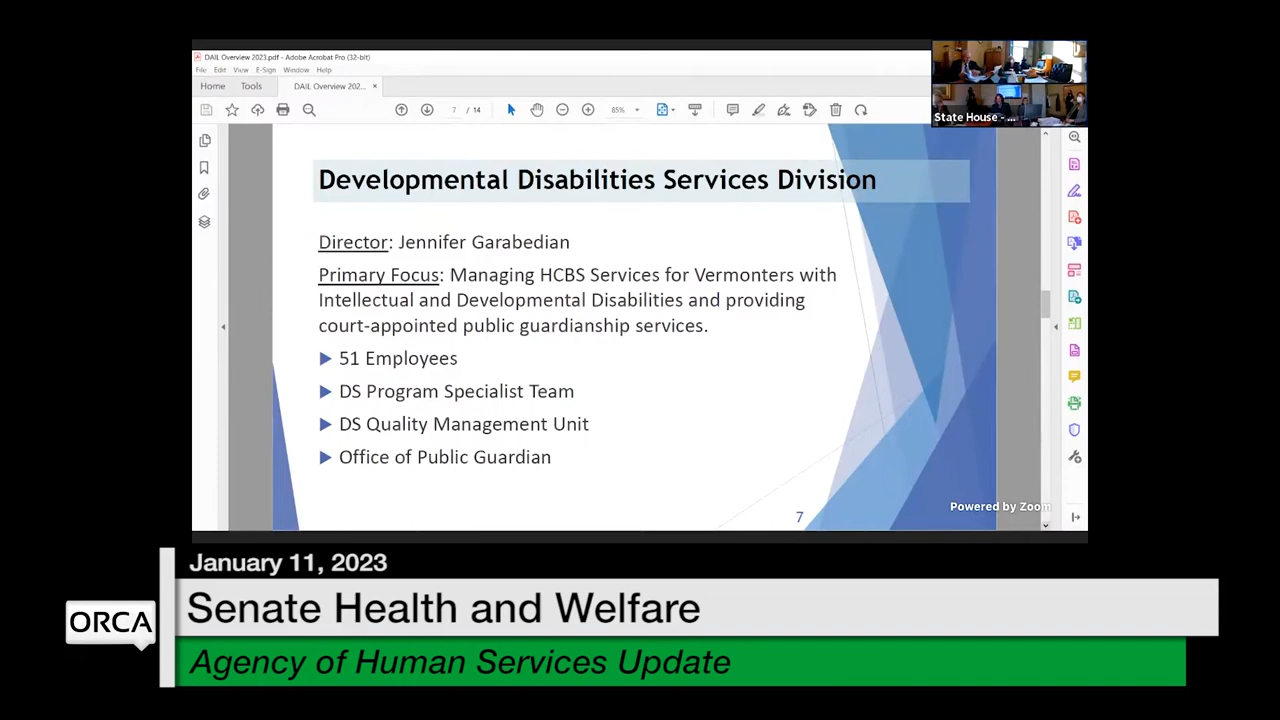 DAIL Overview 2023.pdf - Adobe Acrobat Pro (32-bit)
File Edit View E-Sign Window Help
Home Tools DAIL Overview 202... ×
7 / 14 85%
State House - ...
Developmental Disabilities Services Division
Director: Jennifer Garabedian
Primary Focus: Managing HCBS Services for Vermonters with
Intellectual and Developmental Disabilities and providing
court-appointed public guardianship services.
51 Employees
DS Program Specialist Team
DS Quality Management Unit
Office of Public Guardian
Powered by Zoom
7
January 11, 2023
ORCA
Senate Health and Welfare
Agency of Human Services Update